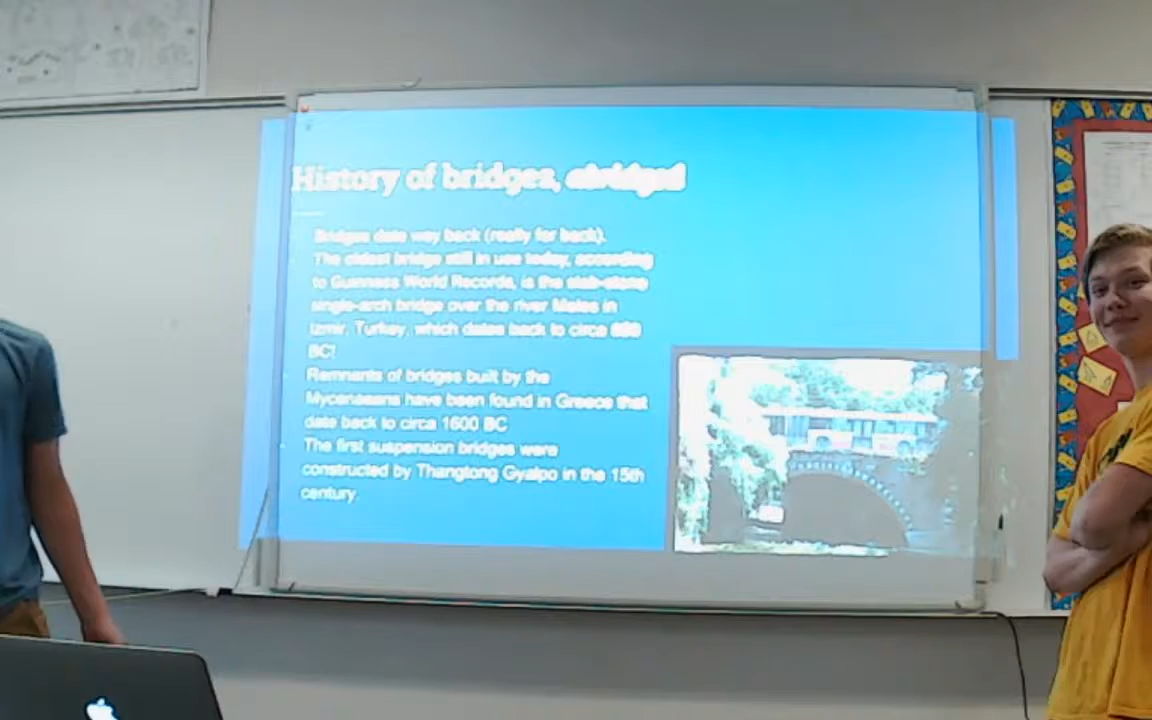 History of bridges, abridged
Bridges date way back (really far back).
The oldest bridge still in use today, according
to Guinness World Records, is the slab-stone
single-arch bridge over the river Meles in
Izmir, Turkey, which dates back to circa 850
BC!
Remnants of bridges built by the
Mycenaeans have been found in Greece that
date back to circa 1600 BC
The first suspension bridges were
constructed by Thangtong Gyalpo in the 15th
century.